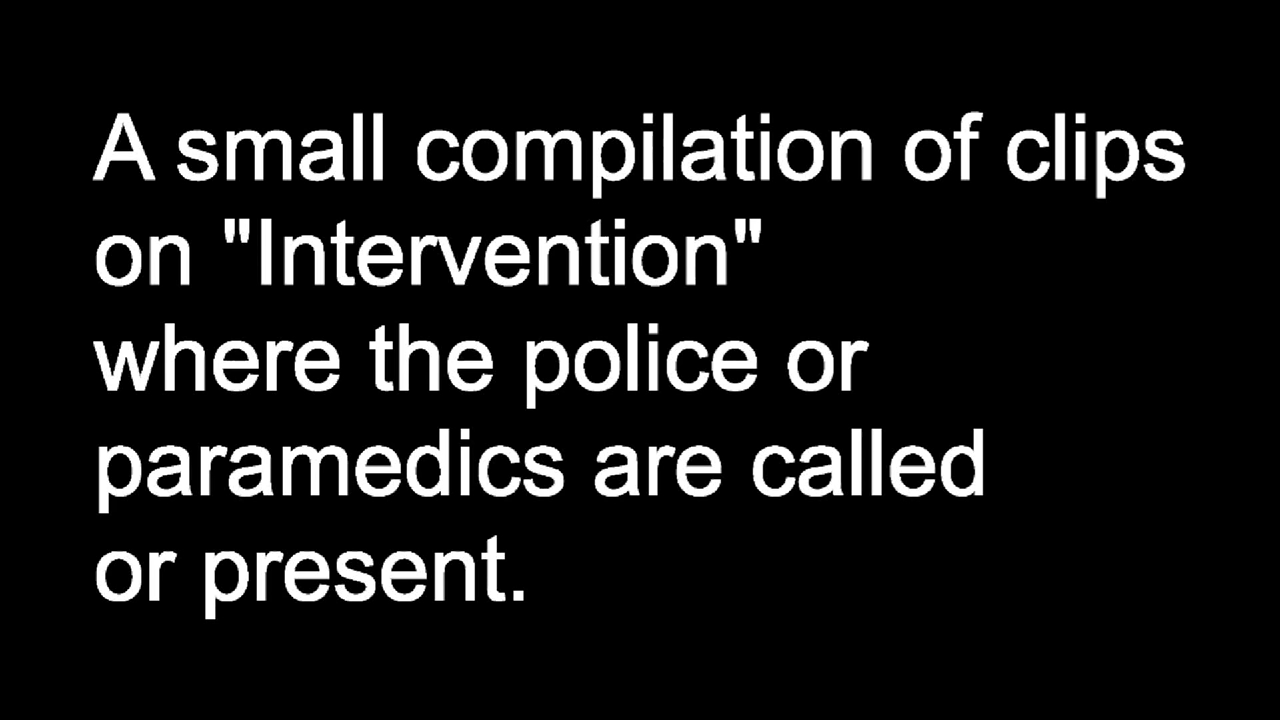 A small compilation of clips
on "Intervention"
where the police or
paramedics are called
or present.